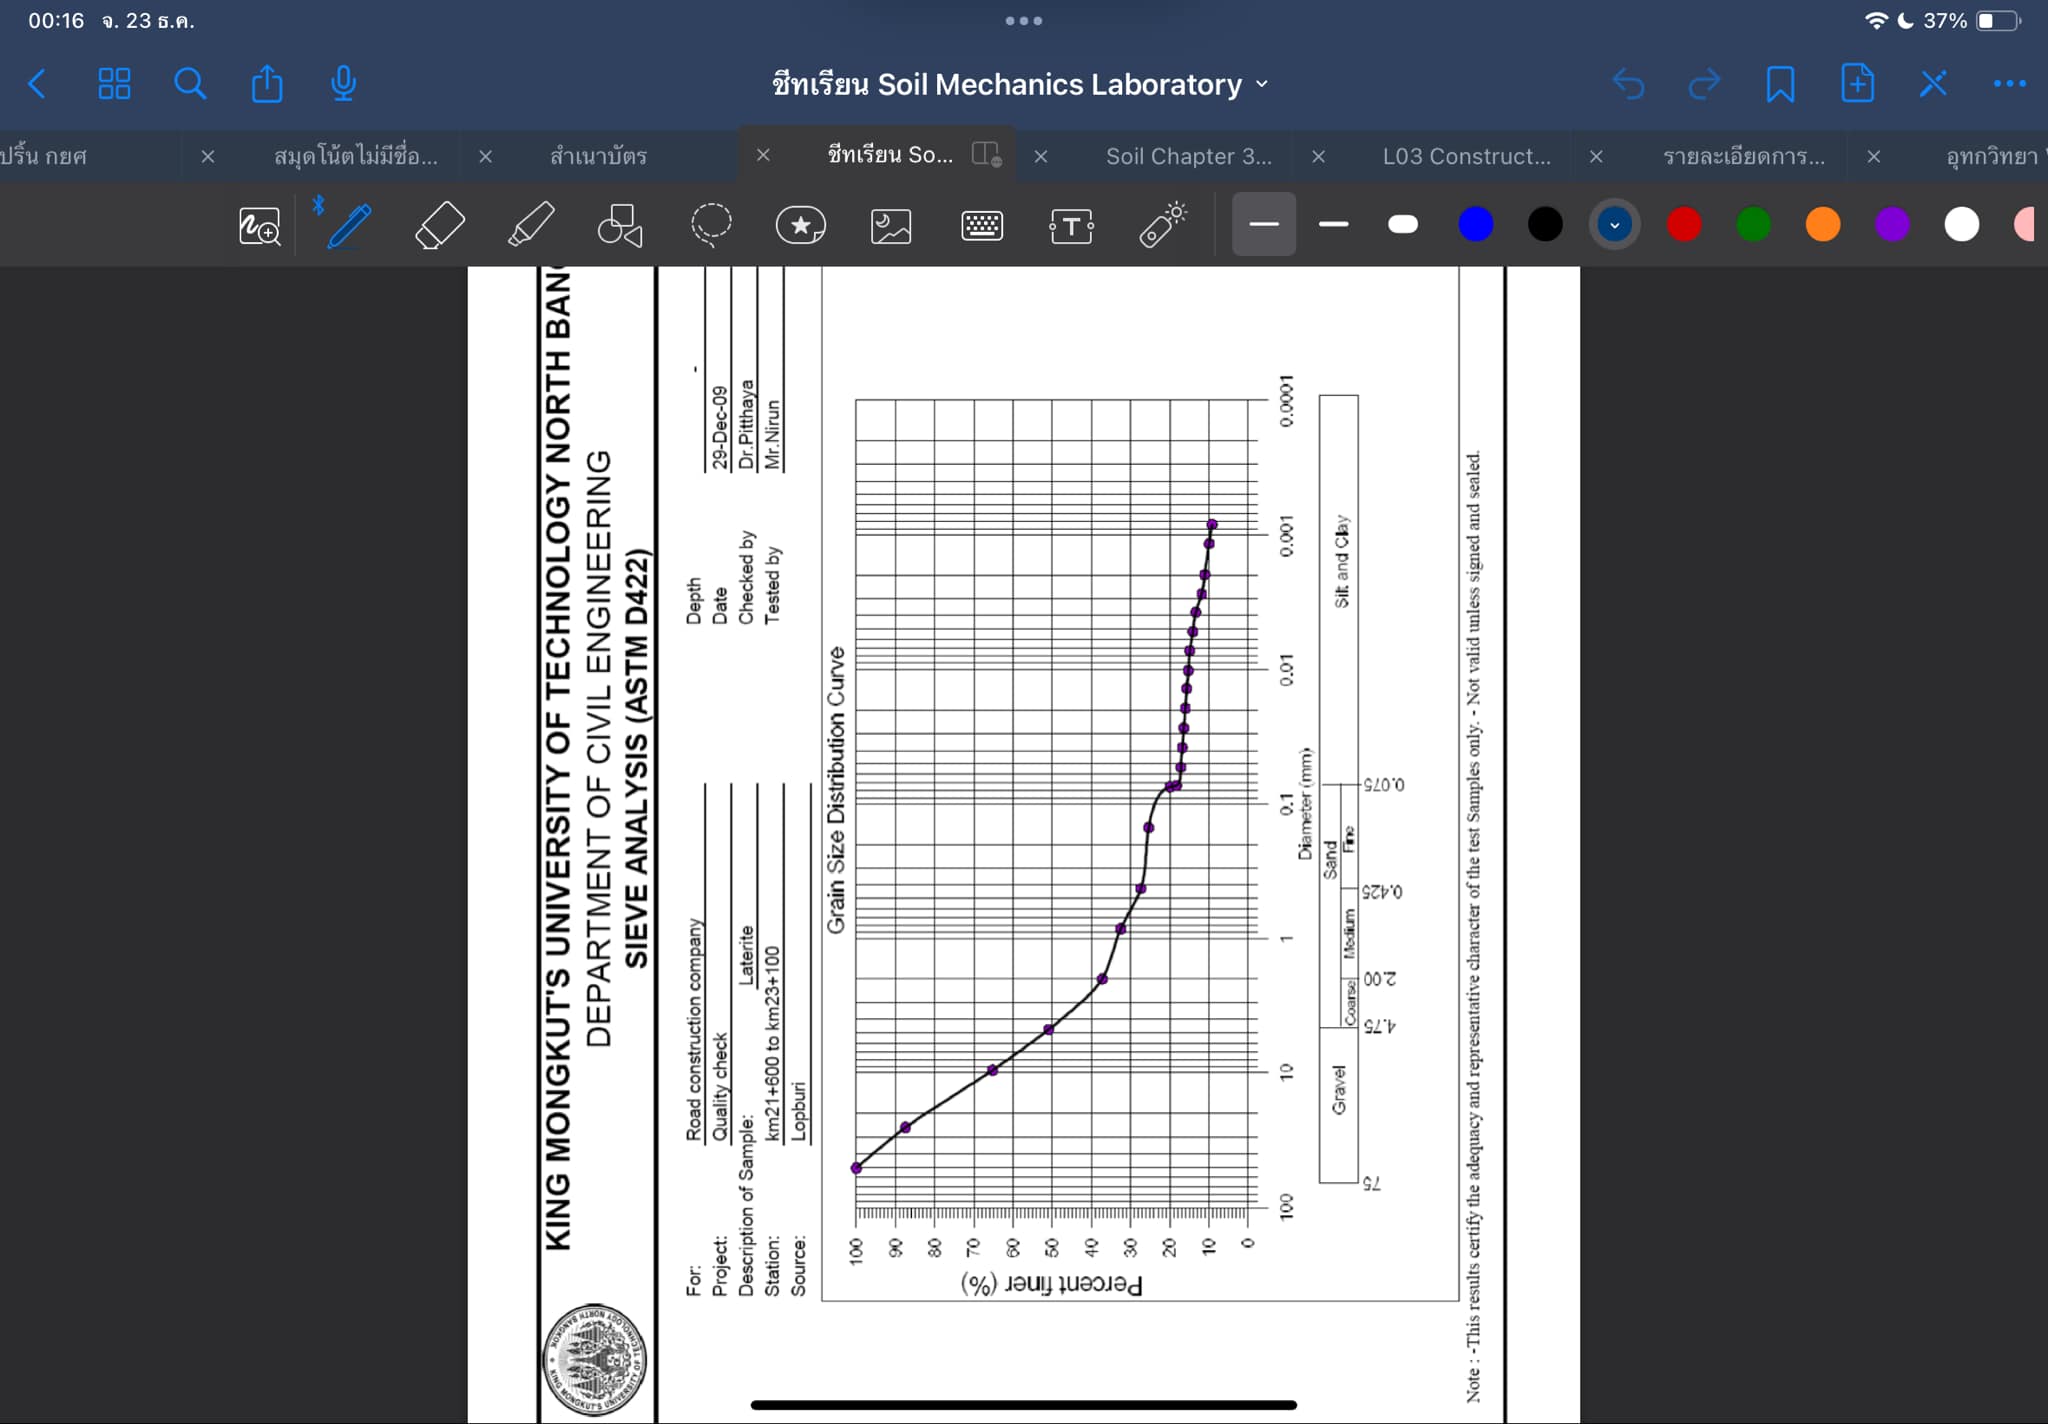 00:16 จ. 23 ธ.ค.
37%
ชีทเรียน Soil Mechanics Laboratory
ปริ้น กยศ
สมุดโน้ตไม่มีชื่อ...
สำเนาบัตร
ชีทเรียน So...
Soil Chapter 3...
L03 Construct...
รายละเอียดการ...
อุทกวิทยา
KING MONGKUT'S UNIVERSITY OF TECHNOLOGY NORTH BANG
DEPARTMENT OF CIVIL ENGINEERING
SIEVE ANALYSIS (ASTM D422)
For: Road construction company Depth -
Project: Quality check Date 29-Dec-09
Description of Sample: Laterite Checked by Dr.Pitthaya
Station: km21+600 to km23+100 Tested by Mr.Nirun
Source: Lopburi
Grain Size Distribution Curve
Percent finer (%)
100
90
80
70
60
50
40
30
20
10
0
100 10 1 0.1 0.01 0.001 0.0001
Diameter (mm)
Gravel Sand Silt and Clay
Coarse Medium Fine
75 4.75 2.00 0.425 0.075
Note : -This results certify the adequacy and representative character of the test Samples only. - Not valid unless signed and sealed.
KING MONGKUT'S UNIVERSITY OF TECHNOLOGY NORTH BANGKOK